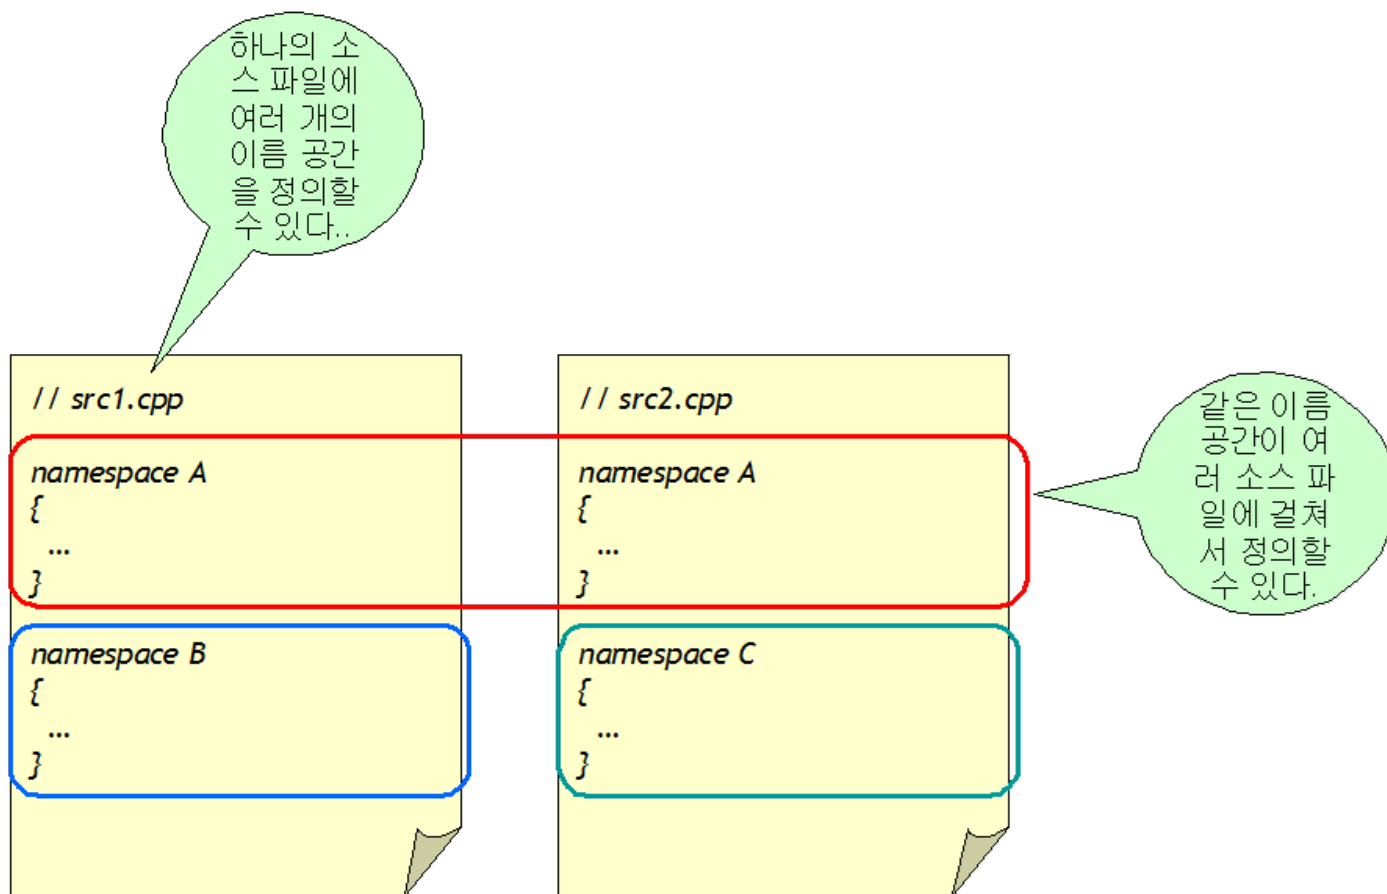 하나의 소
스 파일에
여러 개의
이름 공간
을 정의할
수 있다..
// src1.cpp
namespace A
{
...
}
namespace B
{
...
}
// src2.cpp
namespace A
{
...
}
namespace C
{
...
}
같은 이름
공간이 여
러 소스 파
일에 걸쳐
서 정의할
수 있다.